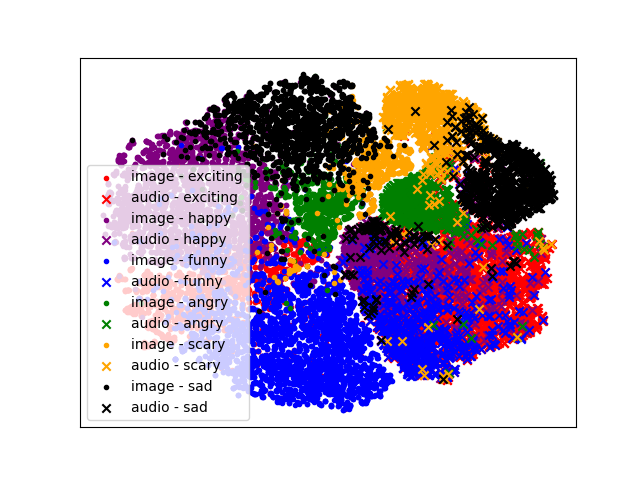 image - exciting
audio - exciting
image - happy
audio - happy
image - funny
audio - funny
image - angry
audio - angry
image - scary
audio - scary
image - sad
audio - sad